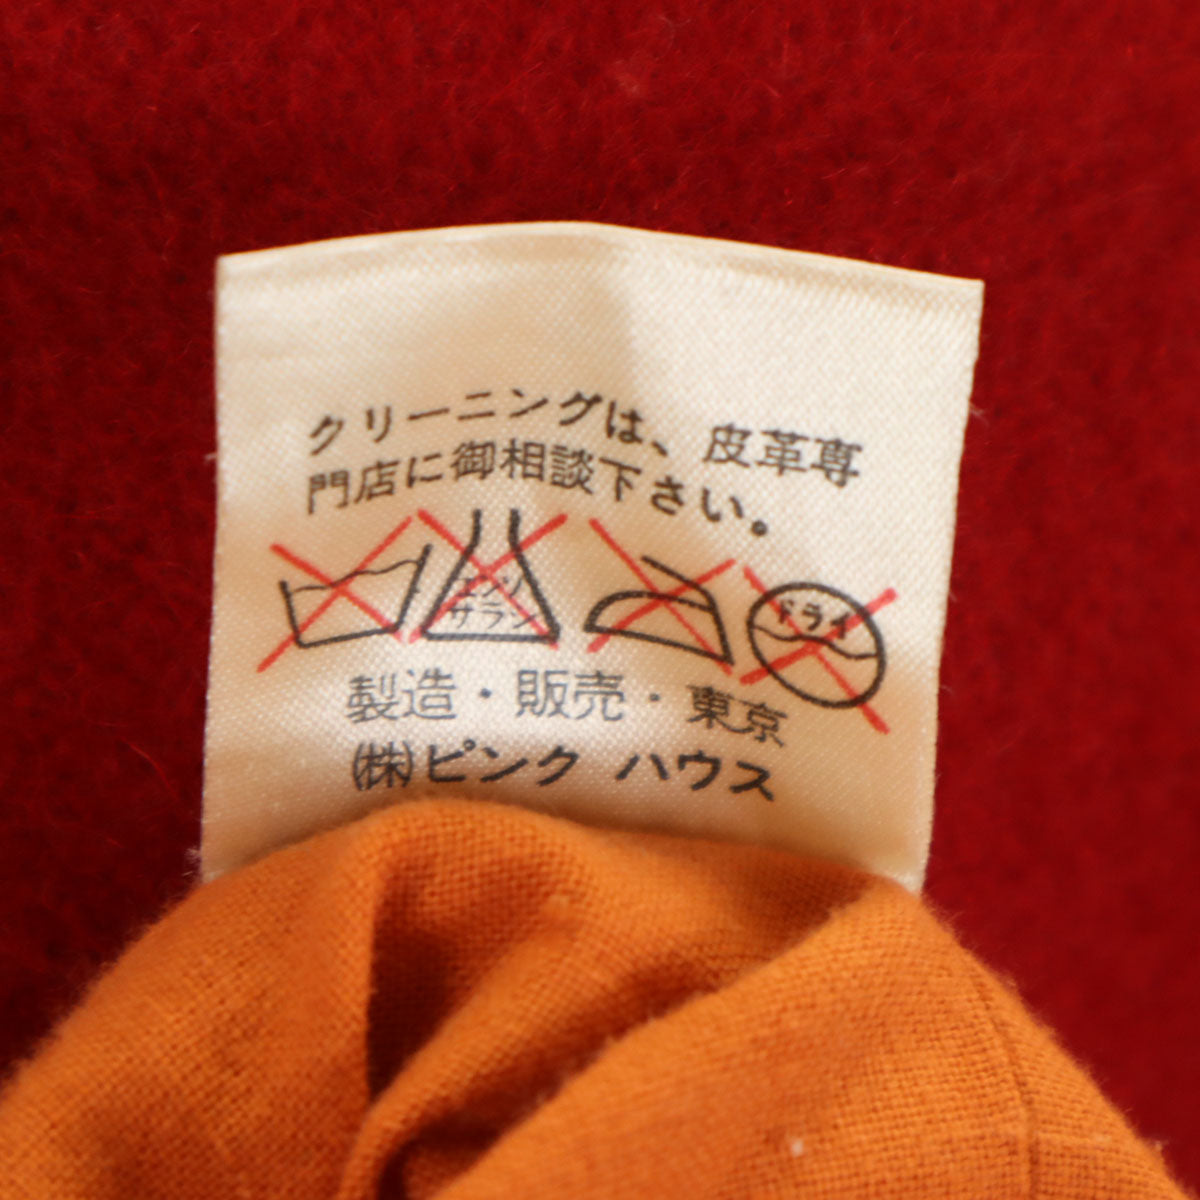 クリーニングは、皮革専
門店に御相談下さい。
エンソ
サラシ
ドライ
製造・販売・東京
(株)ピンク ハウス